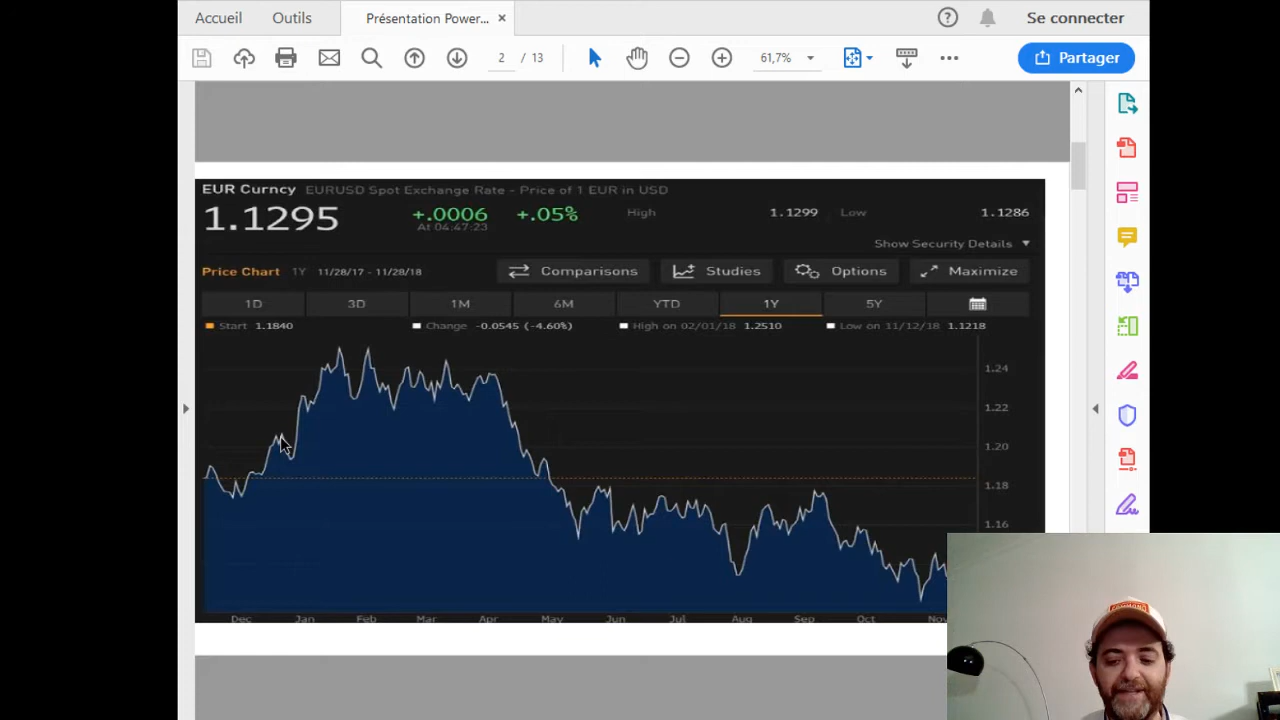 Accueil Outils Présentation Power... × Se connecter
2 / 13 61,7% Partager
EUR Curncy EURUSD Spot Exchange Rate - Price of 1 EUR in USD
1.1295 +.0006 +.05% High 1.1299 Low 1.1286
At 04:47:23
Show Security Details
Price Chart 1Y 11/28/17 - 11/28/18 Comparisons Studies Options Maximize
1D 3D 1M 6M YTD 1Y 5Y
Start 1.1840 Change -0.0545 (-4.60%) High on 02/01/18 1.2510 Low on 11/12/18 1.1218
1.24
1.22
1.20
1.18
1.16
Dec Jan Feb Mar Apr May Jun Jul Aug Sep Oct Nov